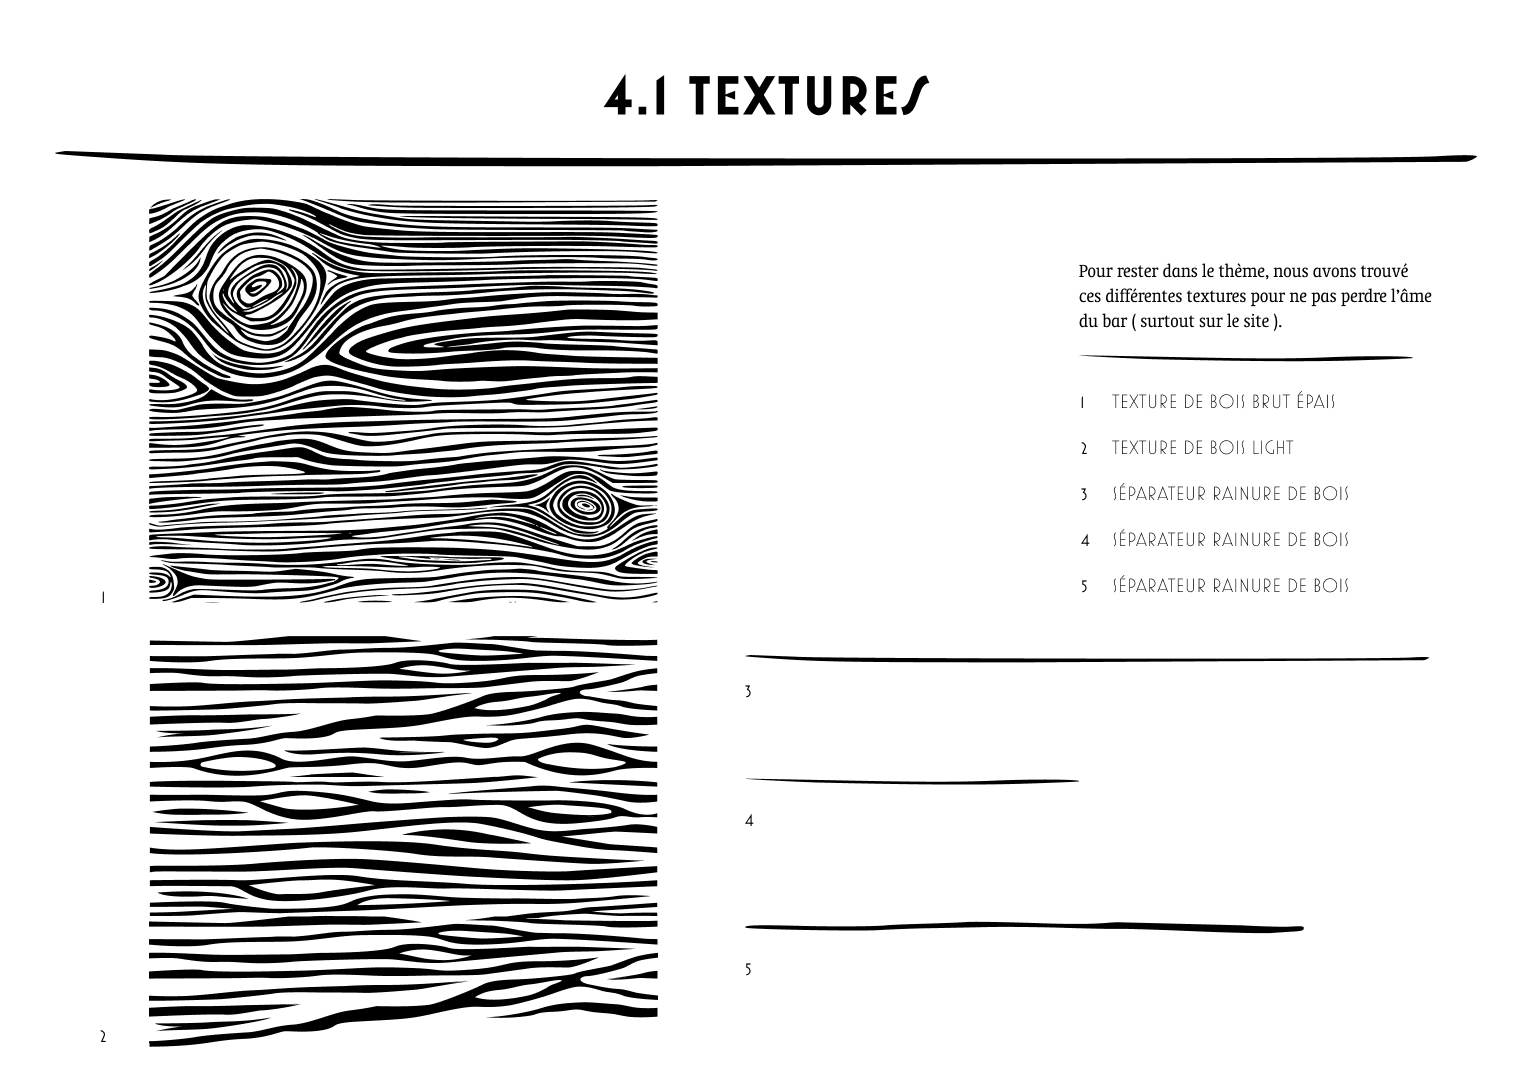 4.1 TEXTURES
Pour rester dans le thème, nous avons trouvé
ces différentes textures pour ne pas perdre l’âme
du bar ( surtout sur le site ).
1 TEXTURE DE BOIS BRUT ÉPAIS
2 TEXTURE DE BOIS LIGHT
3 SÉPARATEUR RAINURE DE BOIS
4 SÉPARATEUR RAINURE DE BOIS
5 SÉPARATEUR RAINURE DE BOIS
1
2
3
4
5